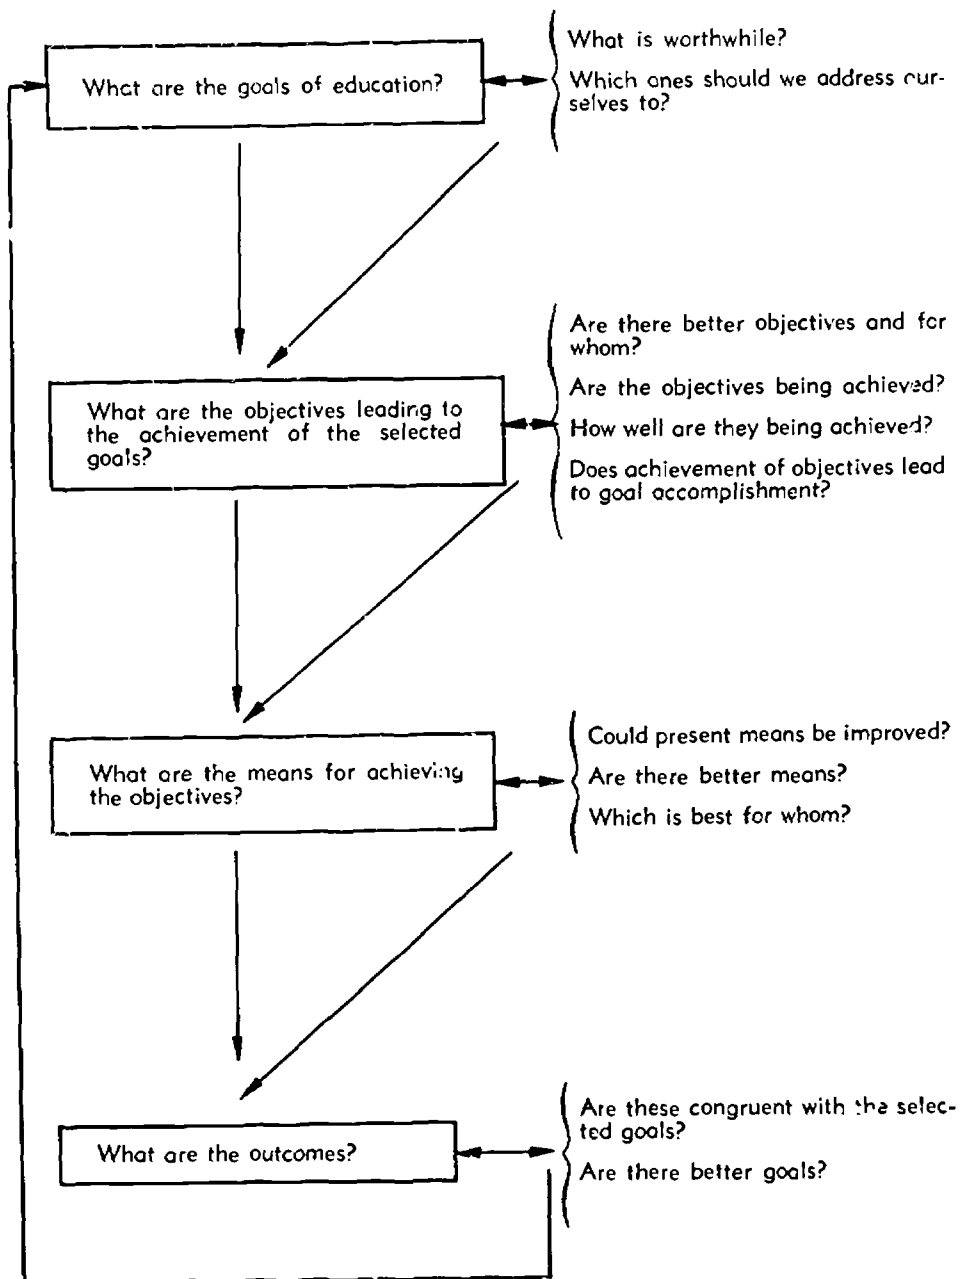 What are the goals of education?
What is worthwhile?
Which ones should we address our-
selves to?
What are the objectives leading to
the achievement of the selected
goals?
Are there better objectives and for
whom?
Are the objectives being achieved?
How well are they being achieved?
Does achievement of objectives lead
to goal accomplishment?
What are the means for achieving
the objectives?
Could present means be improved?
Are there better means?
Which is best for whom?
What are the outcomes?
Are these congruent with the selec-
ted goals?
Are there better goals?